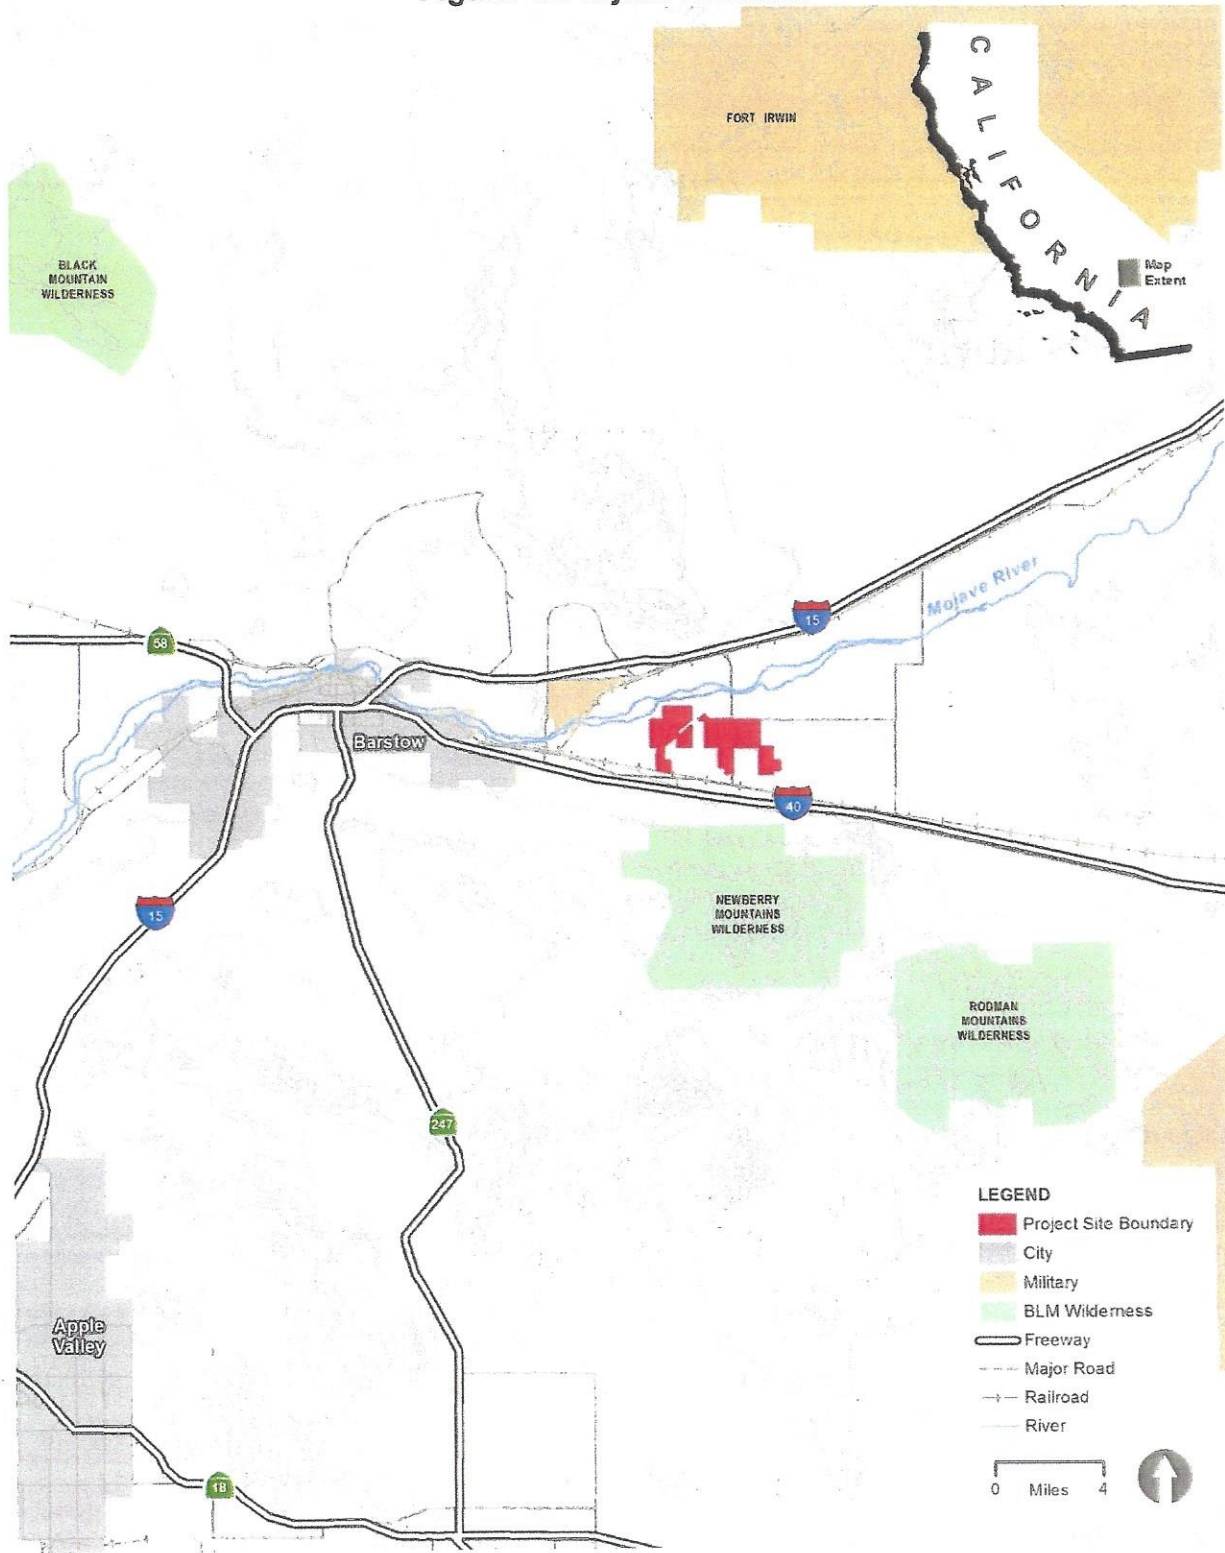 FORT IRWIN
CALIFORNIA
Map
Extent
BLACK
MOUNTAIN
WILDERNESS
Mojave River
15
58
Barstow
40
15
NEWBERRY
MOUNTAINS
WILDERNESS
RODMAN
MOUNTAINS
WILDERNESS
247
LEGEND
Project Site Boundary
City
Military
BLM Wilderness
Freeway
Major Road
Railroad
River
0 Miles 4
Apple
Valley
18